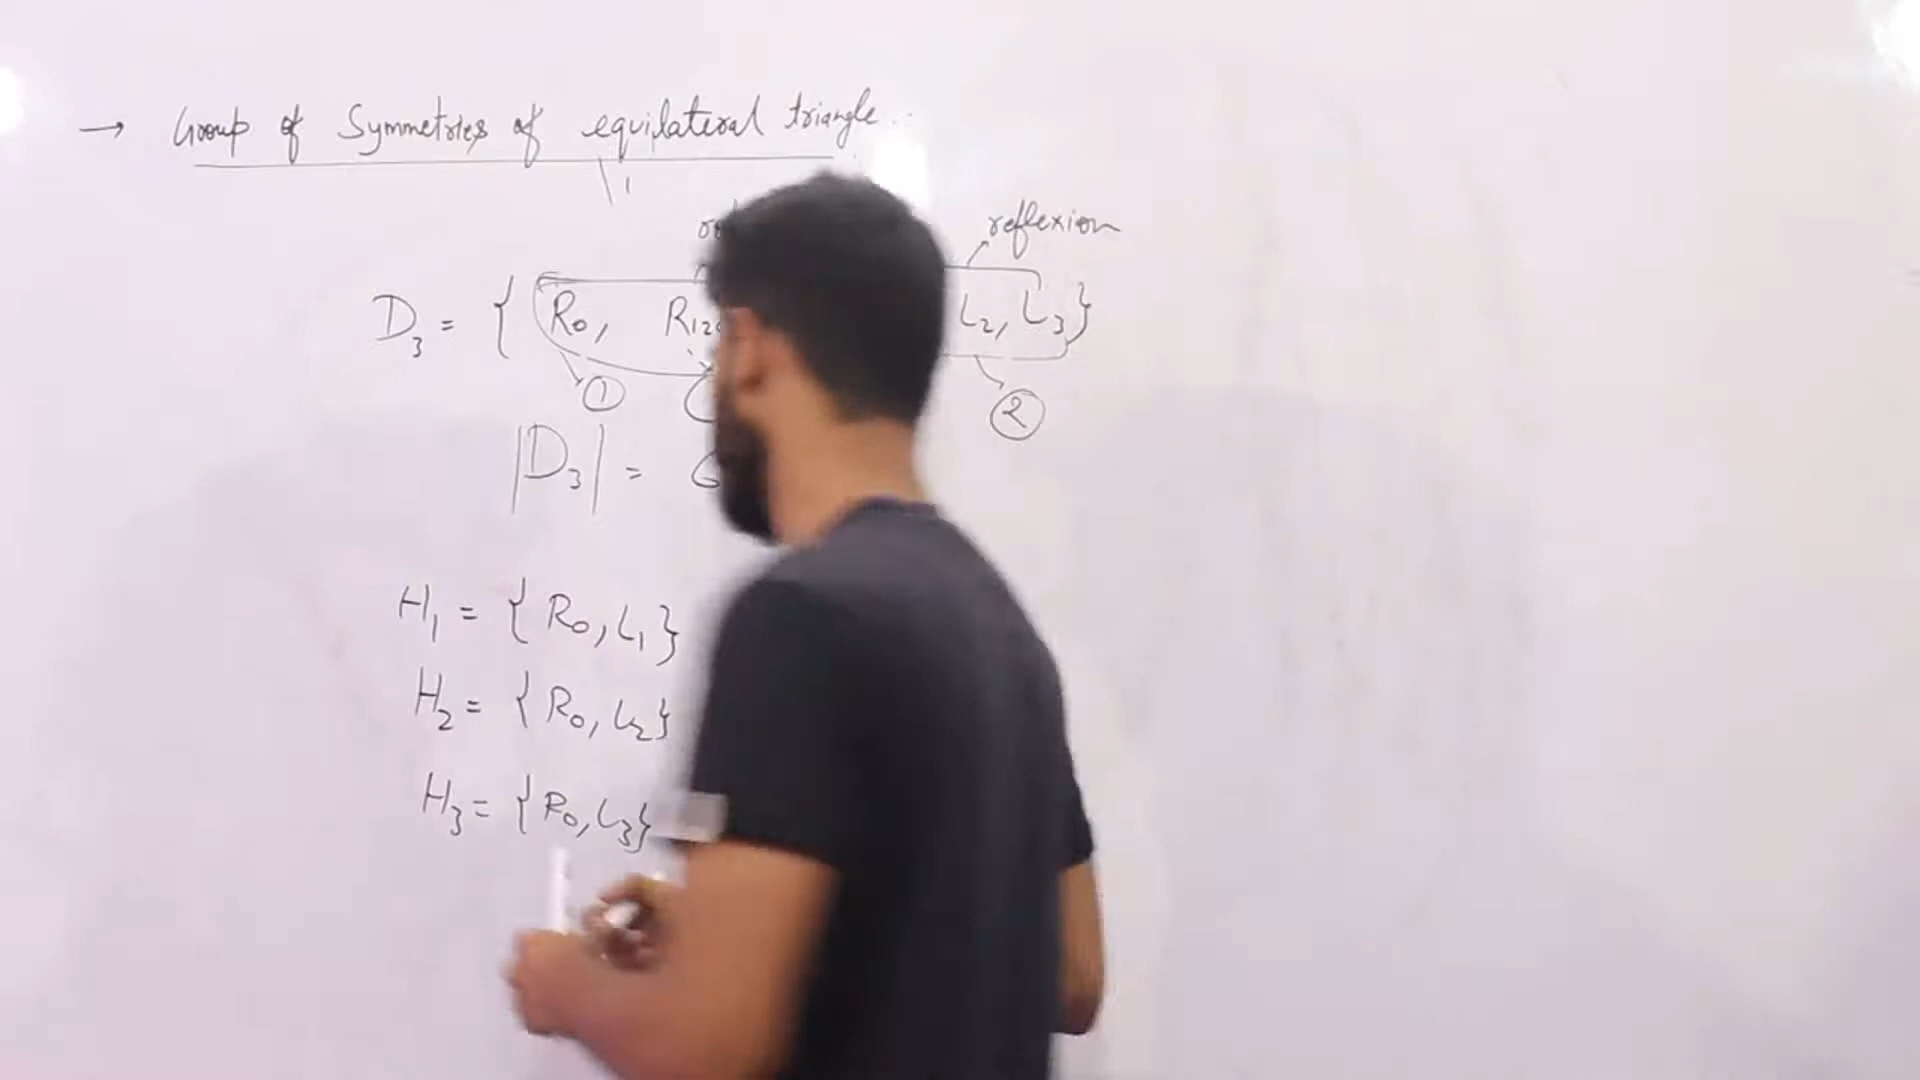 → Group of Symmetries of equilateral triangle
reflexion
D₃ = { R₀, R₁₂ L₂, L₃}
① ②
|D₃| = 6
H₁ = { R₀, L₁}
H₂ = { R₀, L₂}
H₃ = { R₀, L₃}